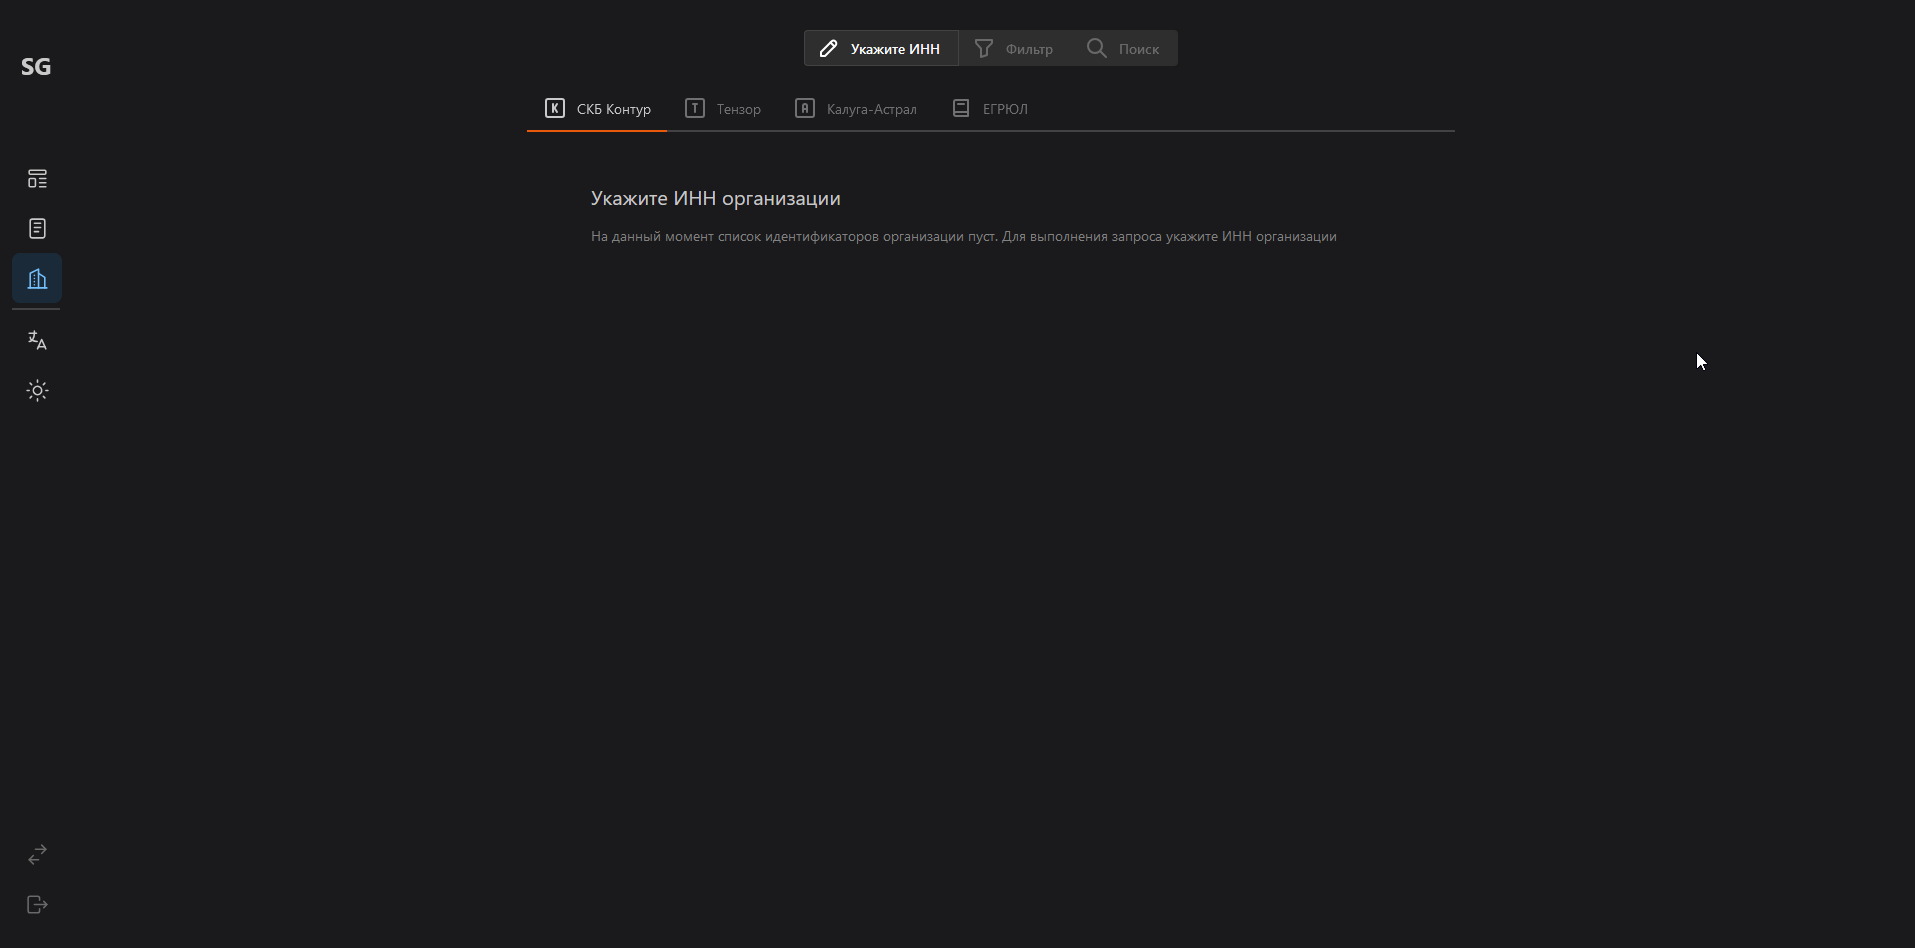 SG
Укажите ИНН
Фильтр
Поиск
K СКБ Контур
T Тензор
A Калуга-Астрал
ЕГРЮЛ
Укажите ИНН организации
На данный момент список идентификаторов организации пуст. Для выполнения запроса укажите ИНН организации